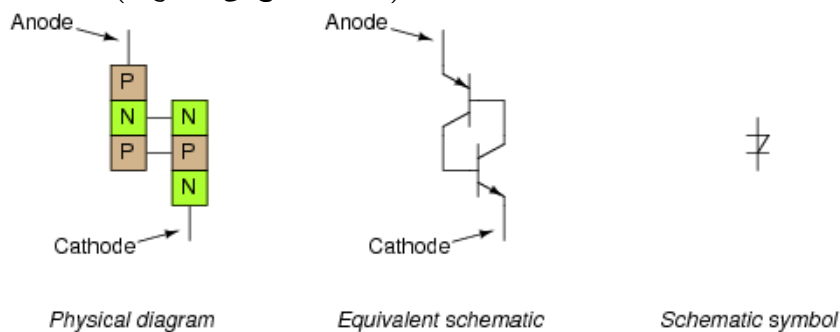 Anode
P
N N
P P
N
Cathode
Anode
Cathode
Physical diagram
Equivalent schematic
Schematic symbol